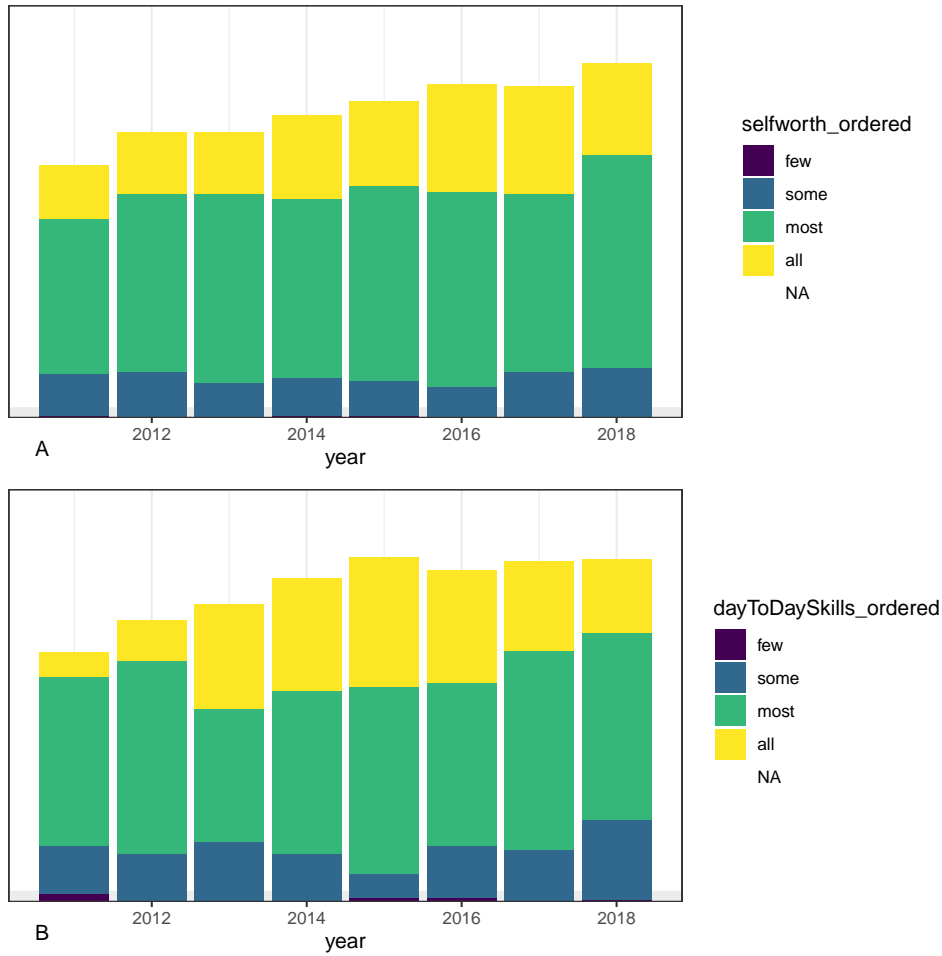 selfworth_ordered
few
some
most
all
NA
2012 2014 2016 2018
A
year
dayToDaySkills_ordered
few
some
most
all
NA
2012 2014 2016 2018
B
year